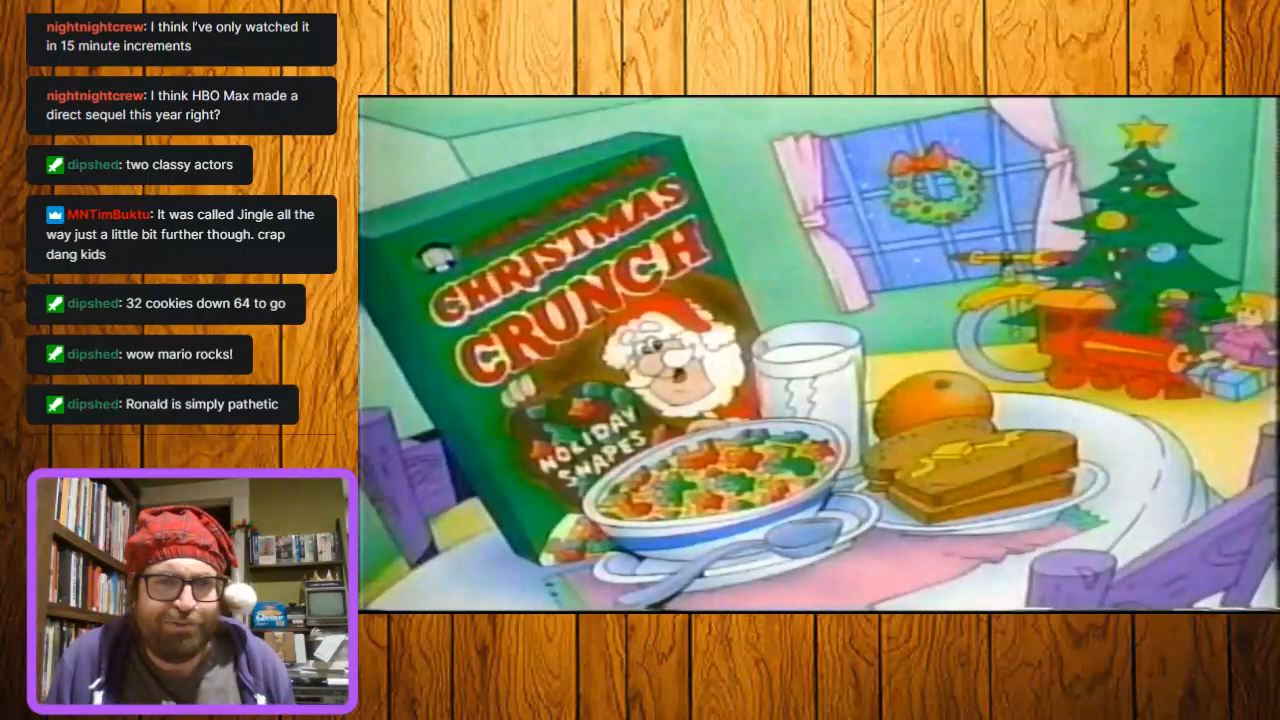 nightnightcrew: I think I've only watched it
in 15 minute increments
nightnightcrew: I think HBO Max made a
direct sequel this year right?
dipshed: two classy actors
MNTimBuktu: It was called Jingle all the
way just a little bit further though. crap
dang kids
dipshed: 32 cookies down 64 to go
dipshed: wow mario rocks!
dipshed: Ronald is simply pathetic
CHRISTMAS
CRUNCH
HOLIDAY
SHAPES